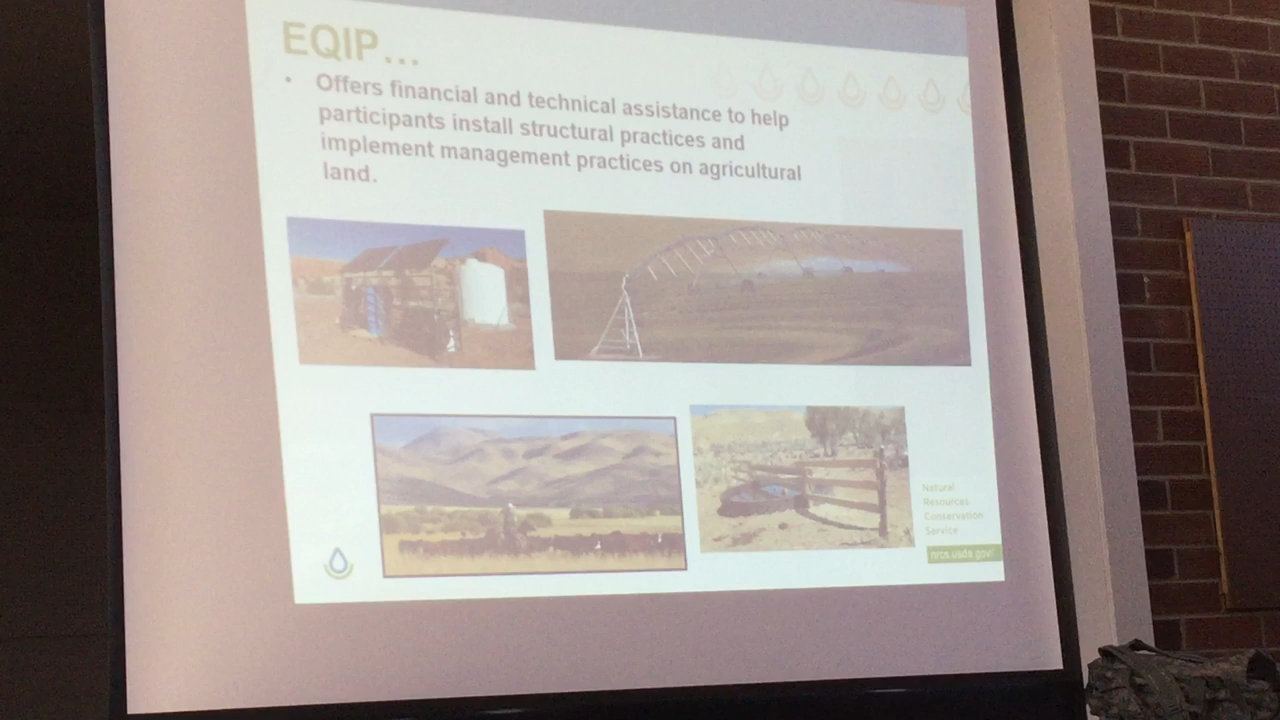 EQIP...
• Offers financial and technical assistance to help
participants install structural practices and
implement management practices on agricultural
land.
Natural
Resources
Conservation
Service
nrcs.usda.gov/